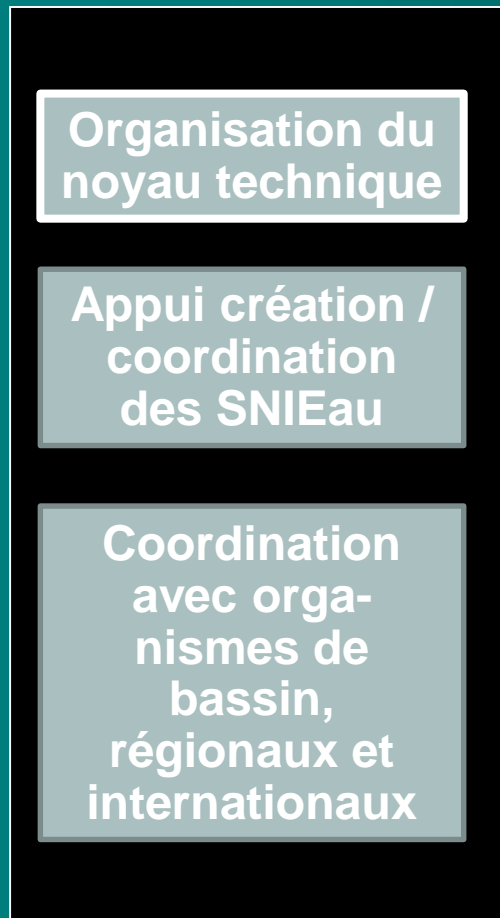 Organisation du
noyau technique
Appui création /
coordination
des SNIEau
Coordination
avec orga-
nismes de
bassin,
régionaux et
internationaux